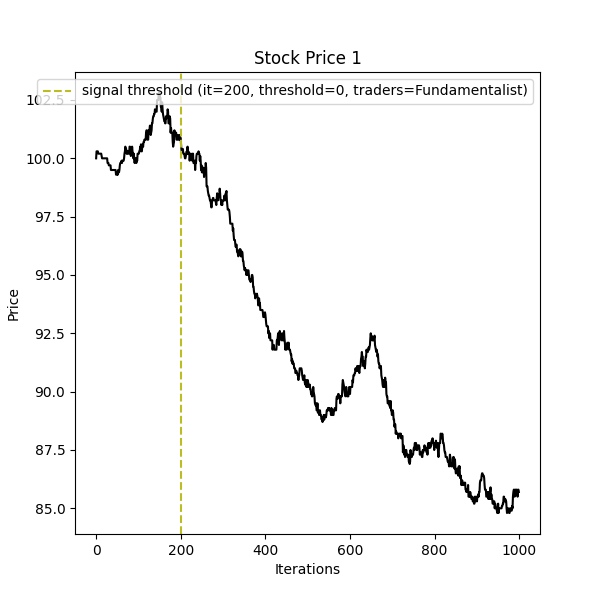 Stock Price 1
signal threshold (it=200, threshold=0, traders=Fundamentalist)
102.5
100.0
97.5
95.0
92.5
90.0
87.5
85.0
Price
0 200 400 600 800 1000
Iterations